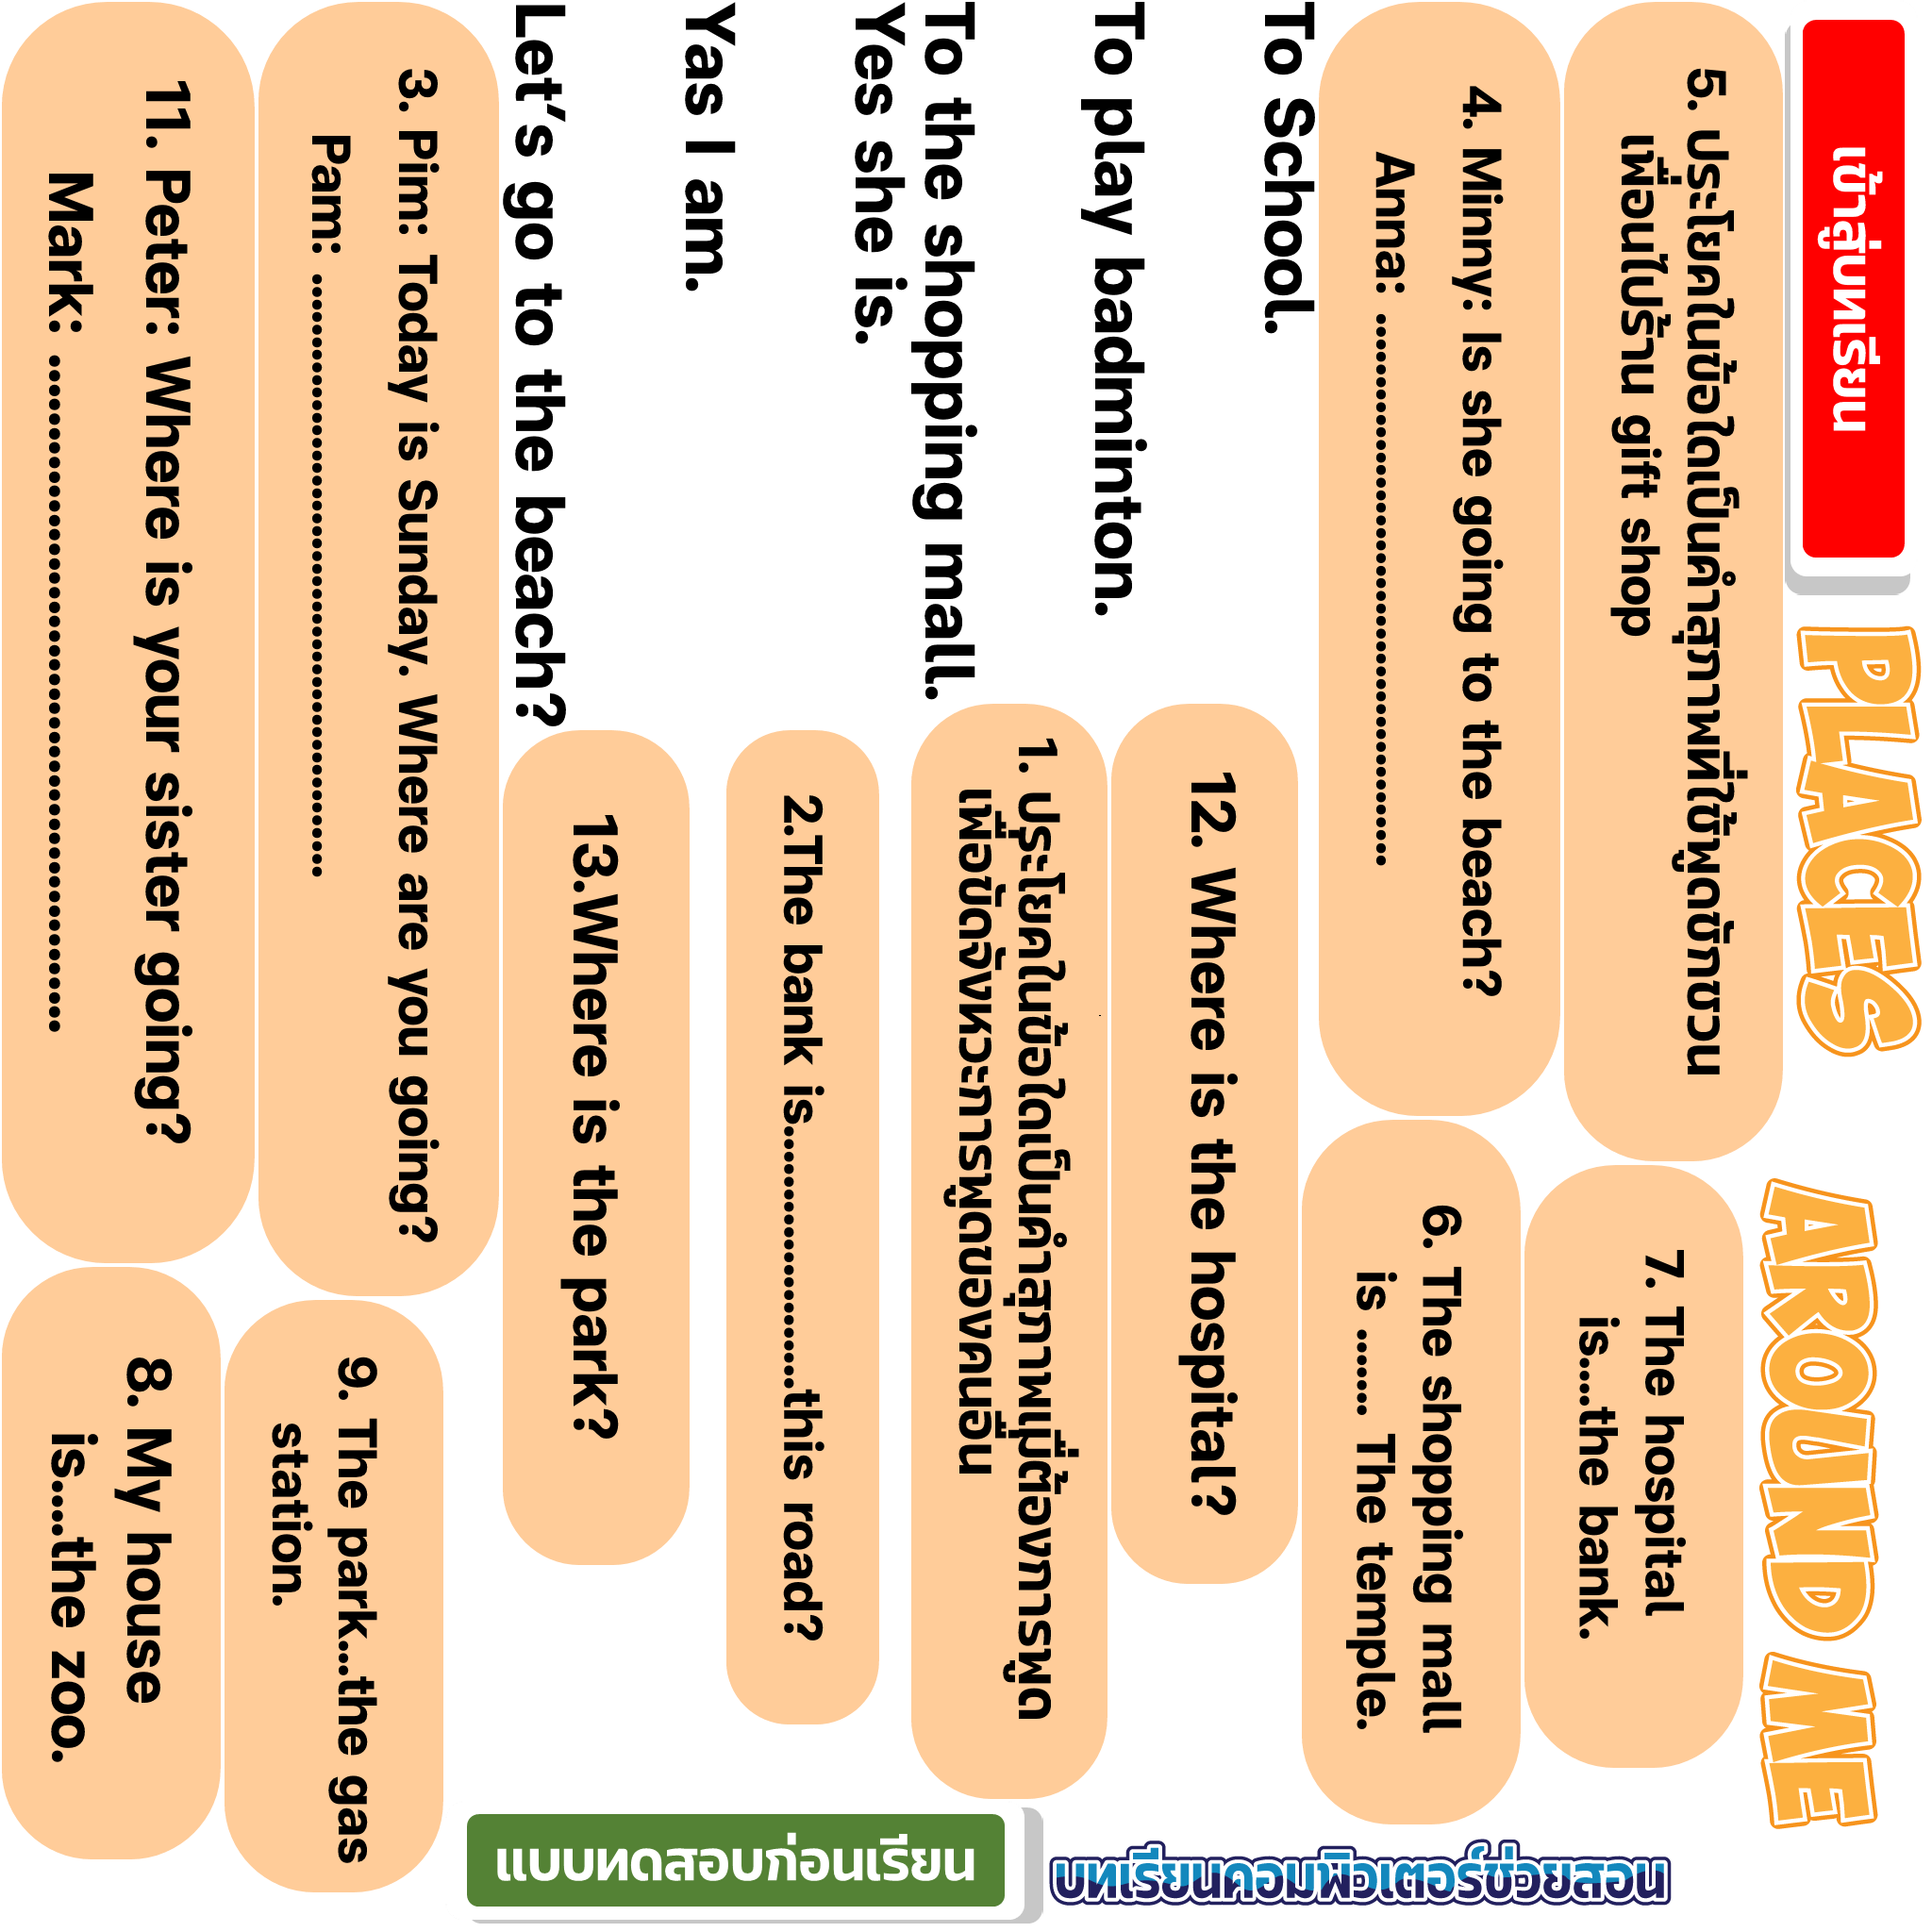 เข้าสู่บทเรียน
PLACES
AROUND ME
5. ประโยคในข้อใดเป็นคำสุภาพที่ใช้พูดชักชวน
เพื่อนไปร้าน gift shop
7. The hospital
is....the bank.
4. Minny: Is she going to the beach?
Anna: ......................................................
6. The shopping mall
is ....... The temple.
To School.
12. Where is the hospital?
To play badminton.
1. ประโยคในข้อใดเป็นคำสุภาพเมื่อต้องการพูด
เพื่อขัดจังหวะการพูดของคนอื่น
To the shopping mall.
Yes she is.
2.The bank is.........................this road?
Yas I am.
13.Where is the park?
Let's go to the beach?
3. Pim: Today is Sunday. Where are you going?
Pam: ......................................................
9. The park...the gas
station.
11. Peter: Where is your sister going?
Mark: ......................................................
8. My house
is.....the zoo.
แบบทดสอบก่อนเรียน
บทเรียนคอมพิวเตอร์ช่วยสอน